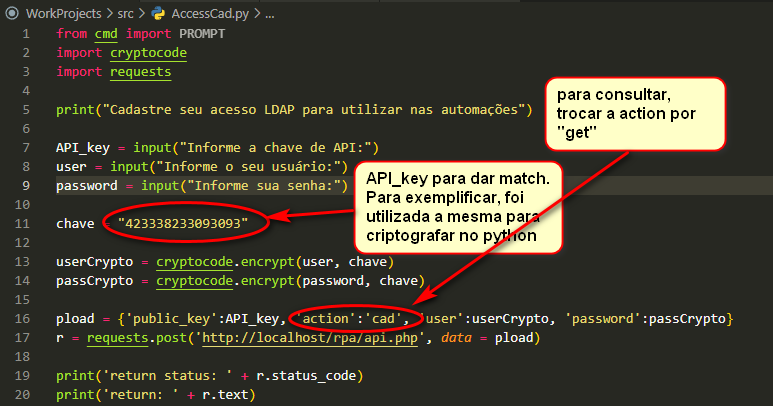 WorkProjects > src > AccessCad.py > ...
1 from cmd import PROMPT
2 import cryptocode
3 import requests
4
5 print("Cadastre seu acesso LDAP para utilizar nas automações")
6
7 API_key = input("Informe a chave de API:")
8 user = input("Informe o seu usuário:")
9 password = input("Informe sua senha:")
10
11 chave = "423338233093093"
12
13 userCrypto = cryptocode.encrypt(user, chave)
14 passCrypto = cryptocode.encrypt(password, chave)
15
16 pload = {'public_key':API_key, 'action':'cad', 'user':userCrypto, 'password':passCrypto}
17 r = requests.post('http://localhost/rpa/api.php', data = pload)
18
19 print('return status: ' + r.status_code)
20 print('return: ' + r.text)
para consultar,
trocar a action por
"get"
API_key para dar match.
Para exemplificar, foi
utilizada a mesma para
criptografar no python